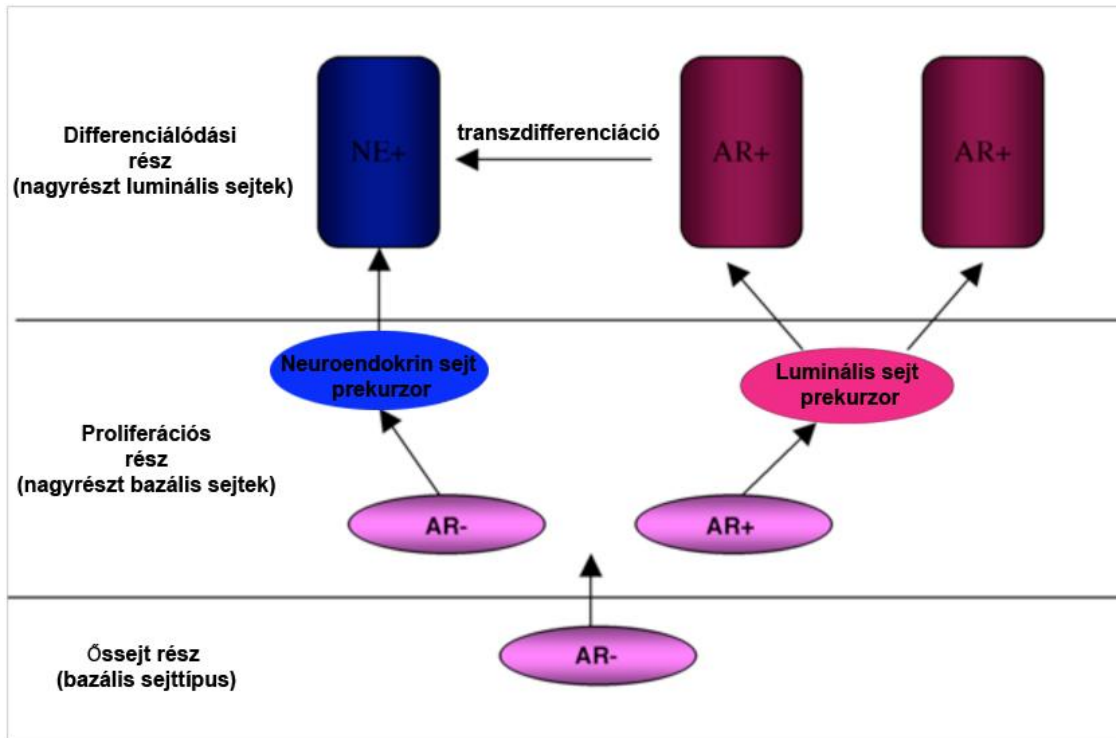 Differenciálódási
rész
(nagyrészt luminális sejtek)
NE+
transzdifferenciáció
AR+
AR+
Neuroendokrin sejt
prekurzor
Luminális sejt
prekurzor
Proliferációs
rész
(nagyrészt bazális sejtek)
AR-
AR+
Őssejt rész
(bazális sejttípus)
AR-